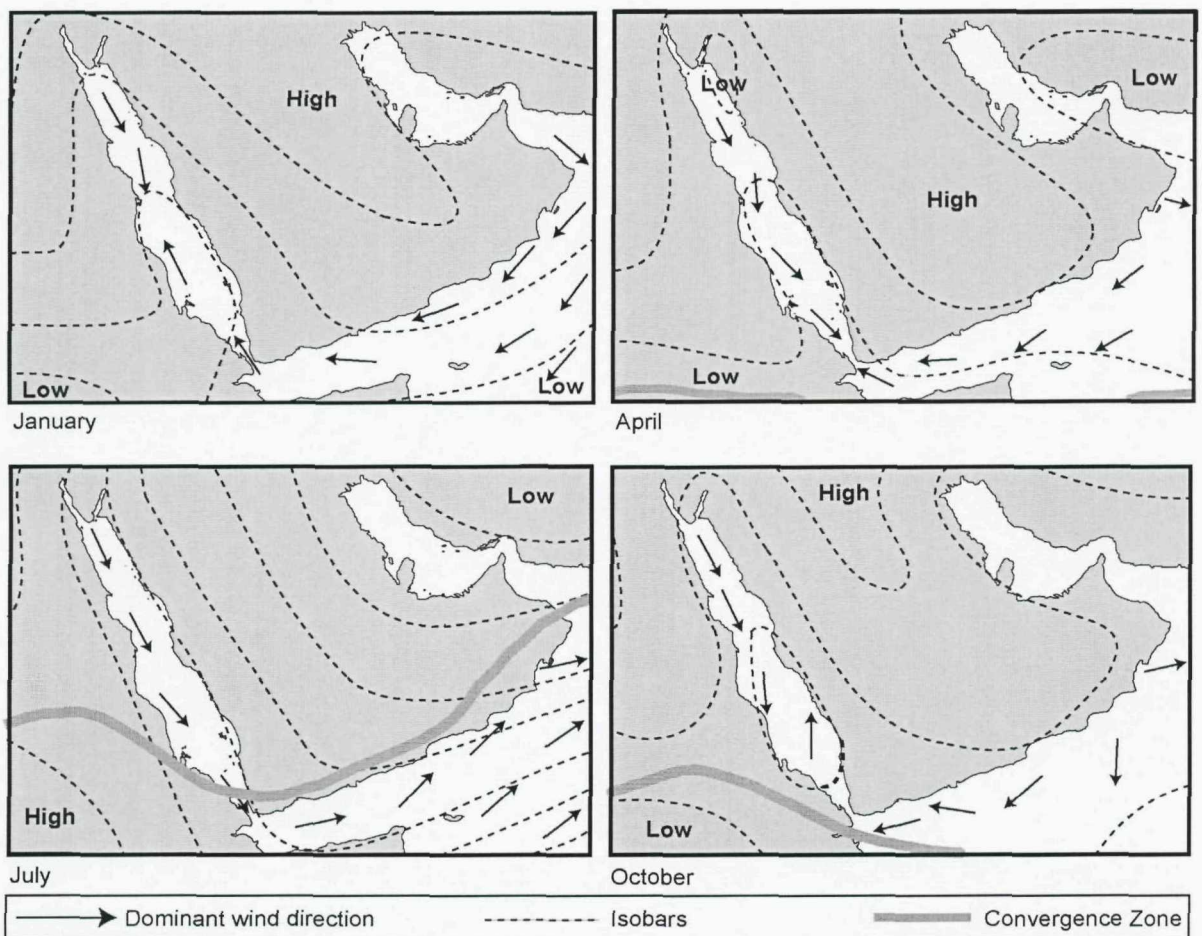 High
Low
Low
January
Low
Low
High
Low
April
Low
High
July
High
Low
October
Dominant wind direction
Isobars
Convergence Zone